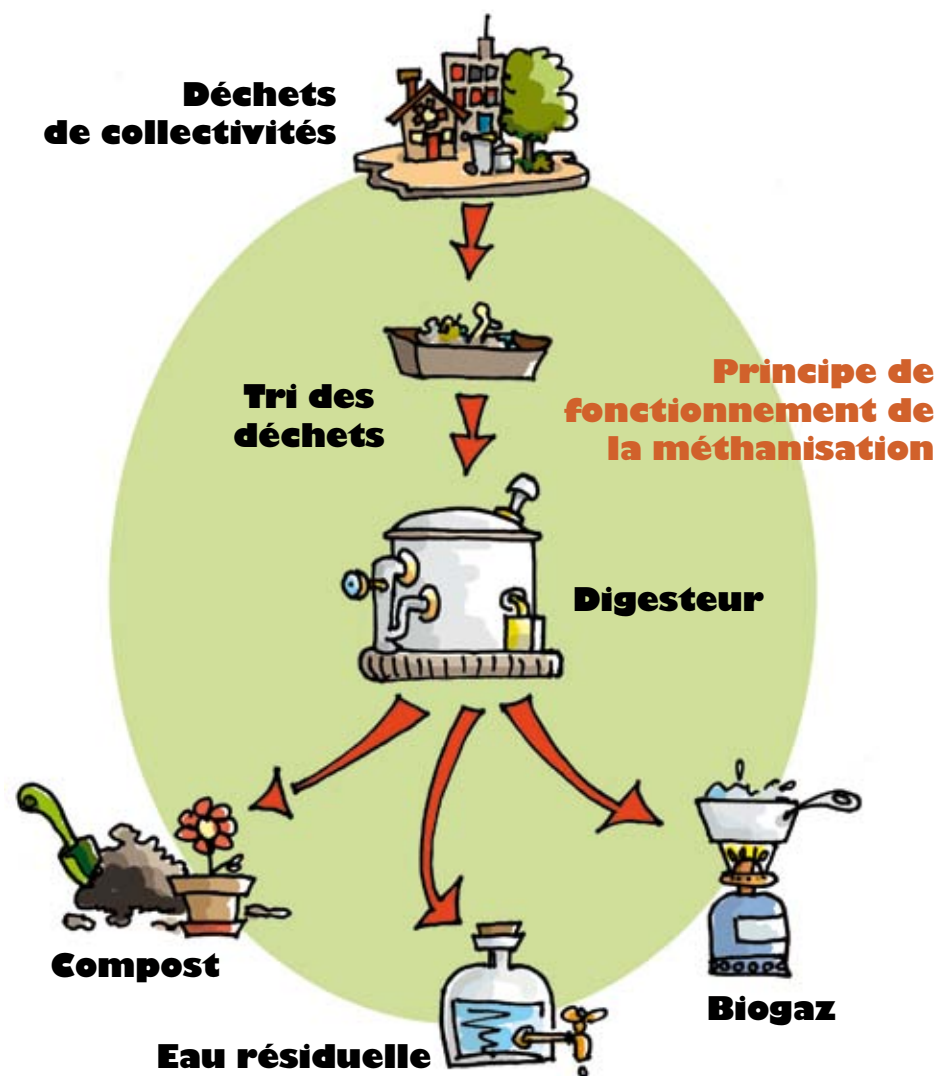 Déchets
de collectivités
Tri des
déchets
Principe de
fonctionnement de
la méthanisation
Digesteur
Compost
Biogaz
Eau résiduelle